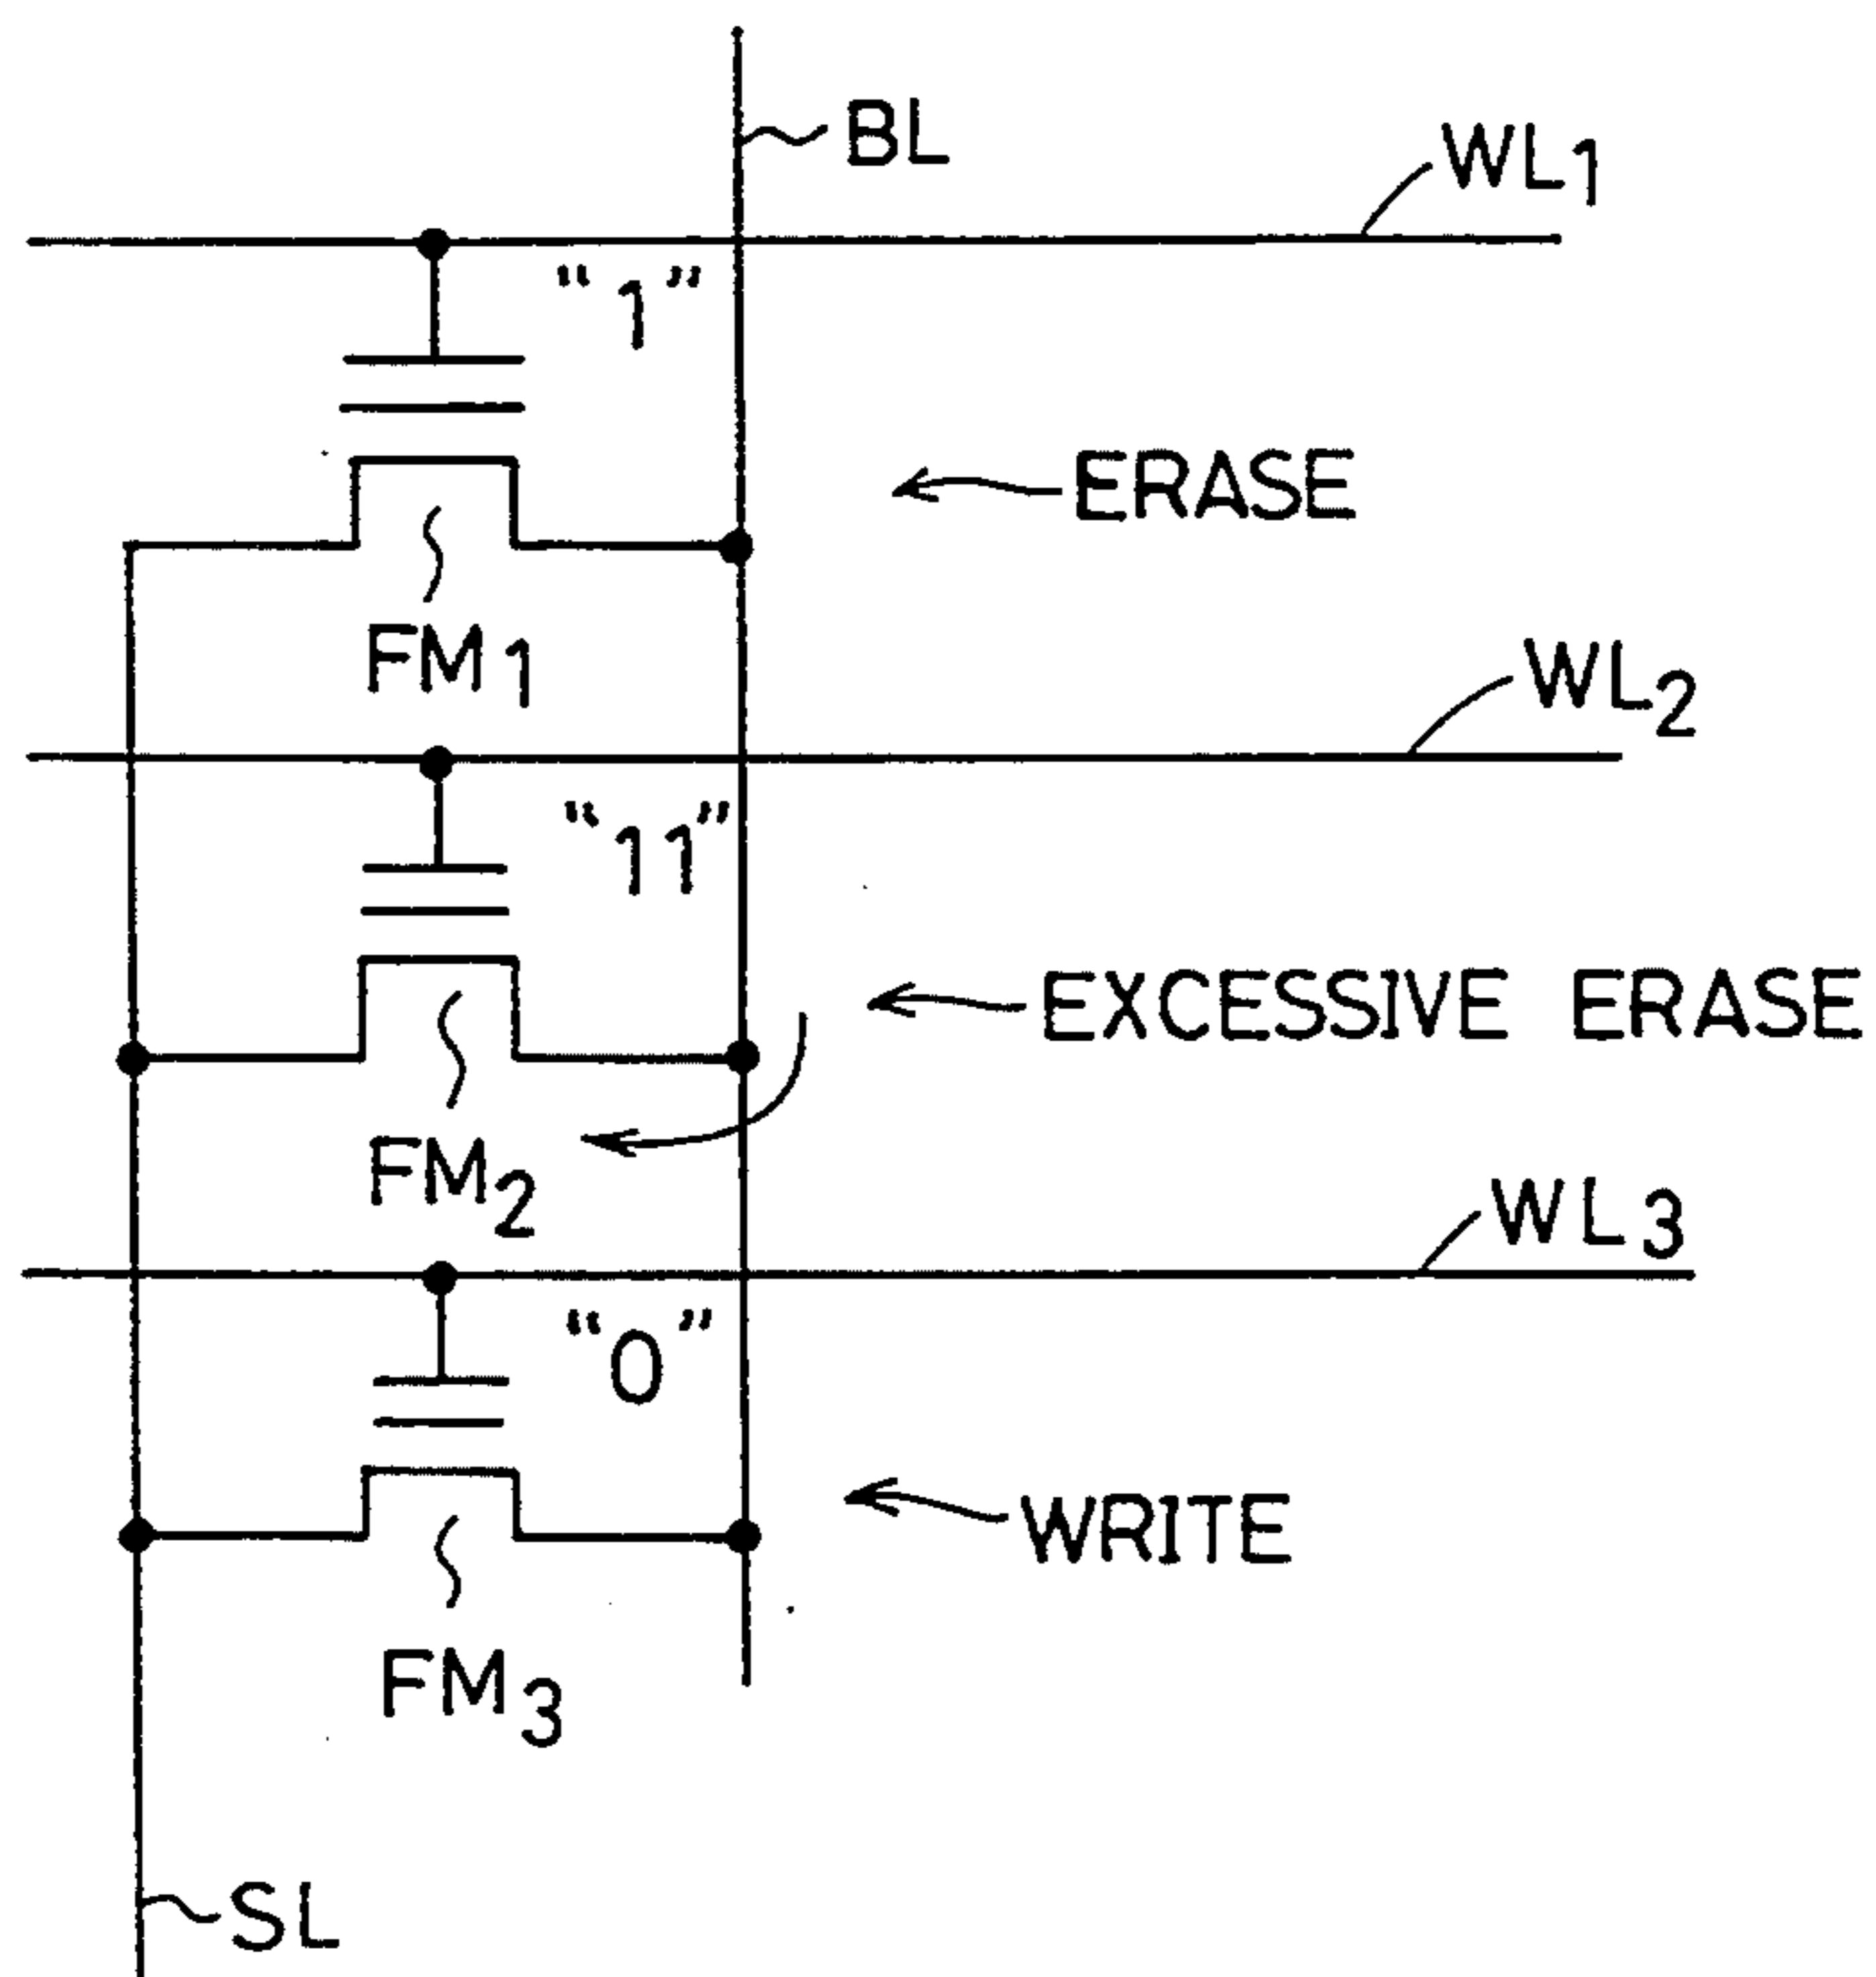 BL
WL1
“1”
ERASE
FM1
WL2
“11”
EXCESSIVE ERASE
FM2
WL3
“0”
WRITE
FM3
SL